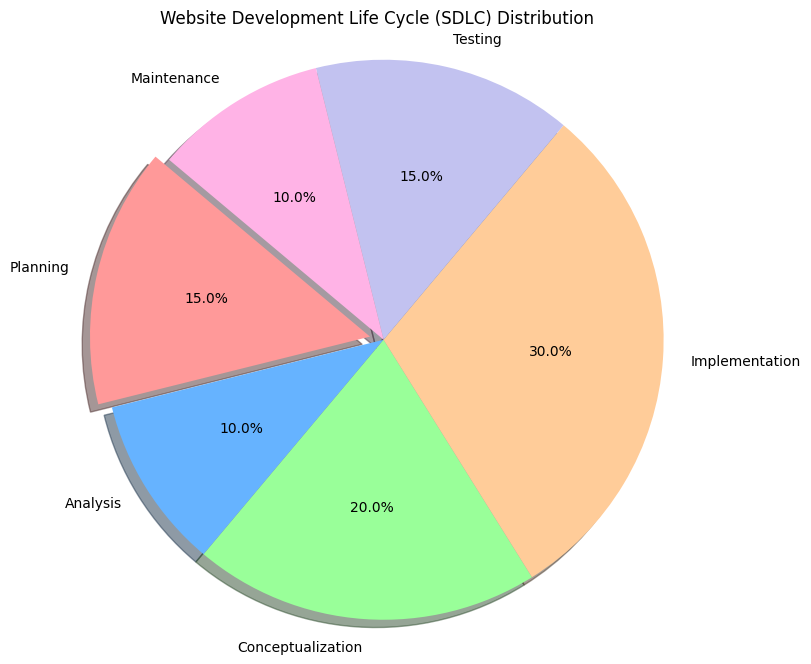 Website Development Life Cycle (SDLC) Distribution
Testing
Maintenance
15.0%
10.0%
Planning
15.0%
30.0%
Implementation
10.0%
Analysis
20.0%
Conceptualization